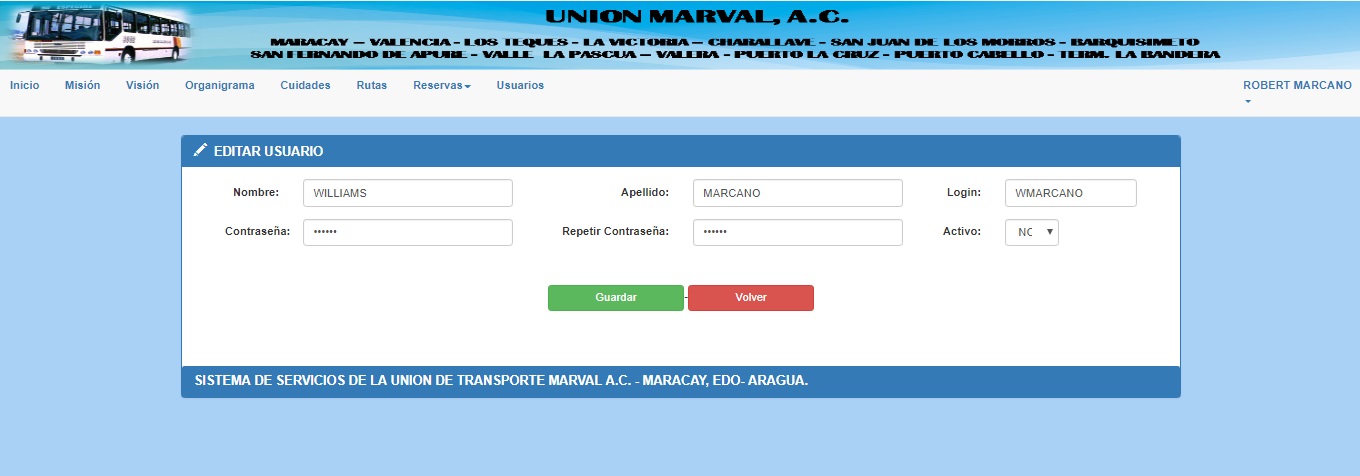 UNION MARVAL, A.C.
MARACAY – VALENCIA - LOS TEQUES - LA VICTORIA – CHARALLAVE - SAN JUAN DE LOS MORROS - BARQUISIMETO
SAN FERNANDO DE APURE - VALLE LA PASCUA – VALERA - PUERTO LA CRUZ - PUERTO CABELLO - TERM. LA BANDERA
Inicio Misión Visión Organigrama Cuidades Rutas Reservas Usuarios ROBERT MARCANO
EDITAR USUARIO
Nombre: WILLIAMS Apellido: MARCANO Login: WMARCANO
Contraseña: •••••• Repetir Contraseña: •••••• Activo: NO
Guardar - Volver
SISTEMA DE SERVICIOS DE LA UNION DE TRANSPORTE MARVAL A.C. - MARACAY, EDO- ARAGUA.